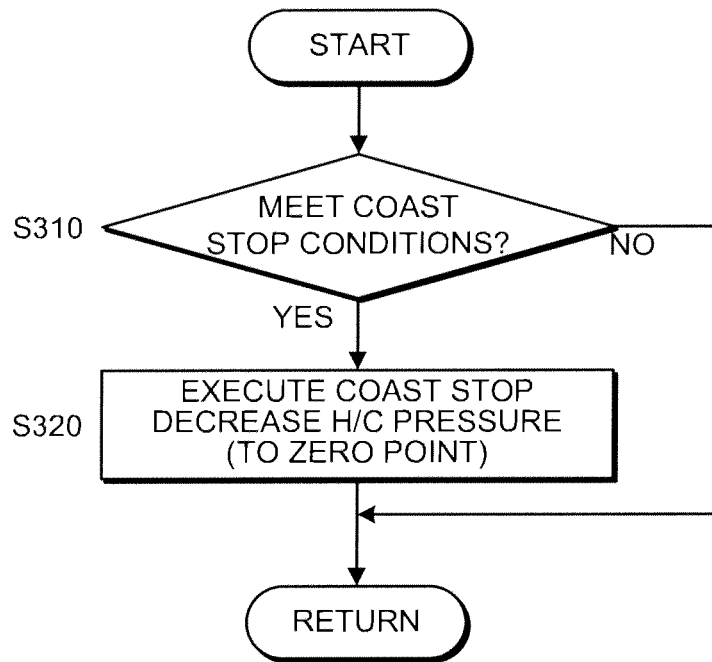 START
S310
MEET COAST
STOP CONDITIONS?
NO
YES
S320
EXECUTE COAST STOP
DECREASE H/C PRESSURE
(TO ZERO POINT)
RETURN